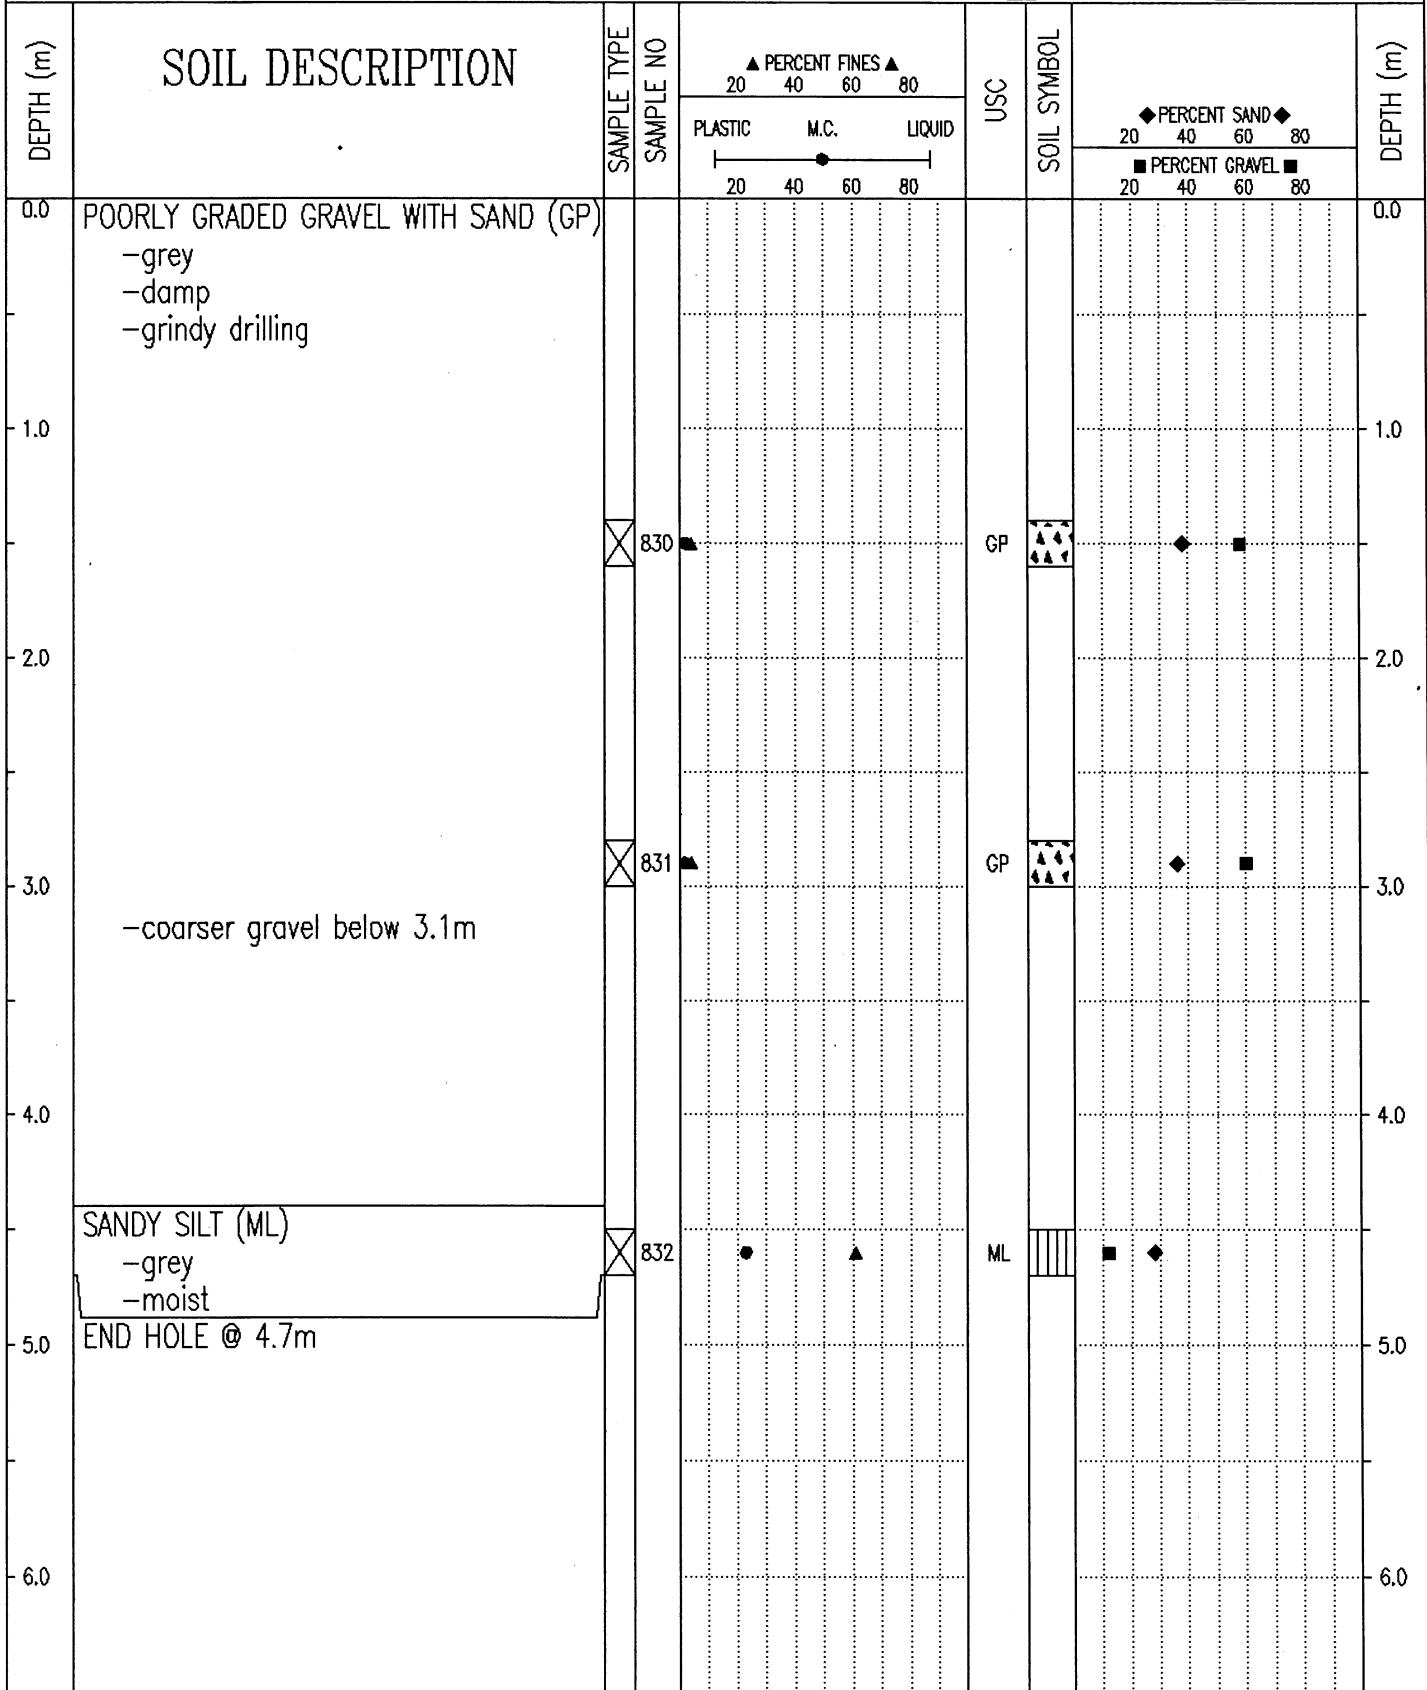 DEPTH (m)
SOIL DESCRIPTION
SAMPLE TYPE
SAMPLE NO
▲ PERCENT FINES ▲
20 40 60 80
PLASTIC M.C. LIQUID
20 40 60 80
USC
SOIL SYMBOL
◆ PERCENT SAND ◆
20 40 60 80
■ PERCENT GRAVEL ■
20 40 60 80
DEPTH (m)
0.0 POORLY GRADED GRAVEL WITH SAND (GP) 0.0
-grey
-damp
-grindy drilling
1.0 1.0
830 GP
2.0 2.0
831 GP
3.0 3.0
-coarser gravel below 3.1m
4.0 4.0
SANDY SILT (ML)
-grey 832 ML
-moist
5.0 END HOLE @ 4.7m 5.0
6.0 6.0